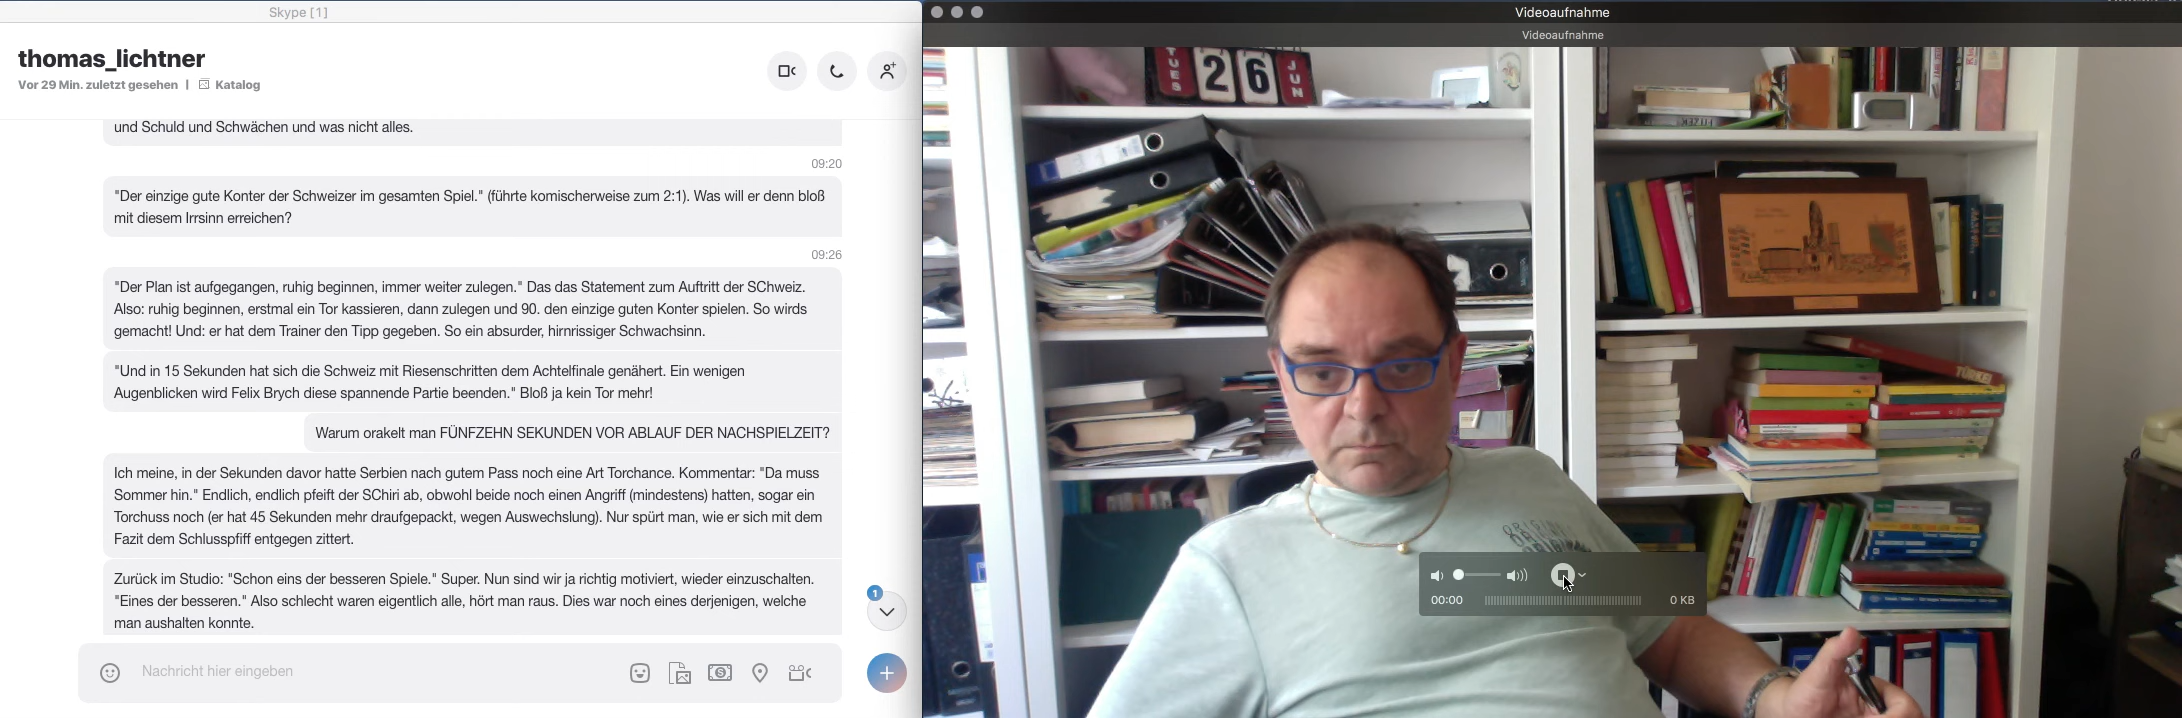 Skype [1]
thomas_lichtner
Vor 29 Min. zuletzt gesehen | Katalog
und Schuld und Schwächen und was nicht alles.
09:20
"Der einzige gute Konter der Schweizer im gesamten Spiel." (führte komischerweise zum 2:1). Was will er denn bloß
mit diesem Irrsinn erreichen?
09:26
"Der Plan ist aufgegangen, ruhig beginnen, immer weiter zulegen." Das das Statement zum Auftritt der SChweiz.
Also: ruhig beginnen, erstmal ein Tor kassieren, dann zulegen und 90. den einzige guten Konter spielen. So wirds
gemacht! Und: er hat dem Trainer den Tipp gegeben. So ein absurder, hirnrissiger Schwachsinn.
"Und in 15 Sekunden hat sich die Schweiz mit Riesenschritten dem Achtelfinale genähert. Ein wenigen
Augenblicken wird Felix Brych diese spannende Partie beenden." Bloß ja kein Tor mehr!
Warum orakelt man FÜNFZEHN SEKUNDEN VOR ABLAUF DER NACHSPIELZEIT?
Ich meine, in der Sekunden davor hatte Serbien nach gutem Pass noch eine Art Torchance. Kommentar: "Da muss
Sommer hin." Endlich, endlich pfeift der SChiri ab, obwohl beide noch einen Angriff (mindestens) hatten, sogar ein
Torchuss noch (er hat 45 Sekunden mehr draufgepackt, wegen Auswechslung). Nur spürt man, wie er sich mit dem
Fazit dem Schlusspfiff entgegen zittert.
Zurück im Studio: "Schon eins der besseren Spiele." Super. Nun sind wir ja richtig motiviert, wieder einzuschalten.
"Eines der besseren." Also schlecht waren eigentlich alle, hört man raus. Dies war noch eines derjenigen, welche
man aushalten konnte.
1
Nachricht hier eingeben
Videoaufnahme
Videoaufnahme
TUES
26
JUN
TÜRKEI
ORIGINAL
00:00
0 KB